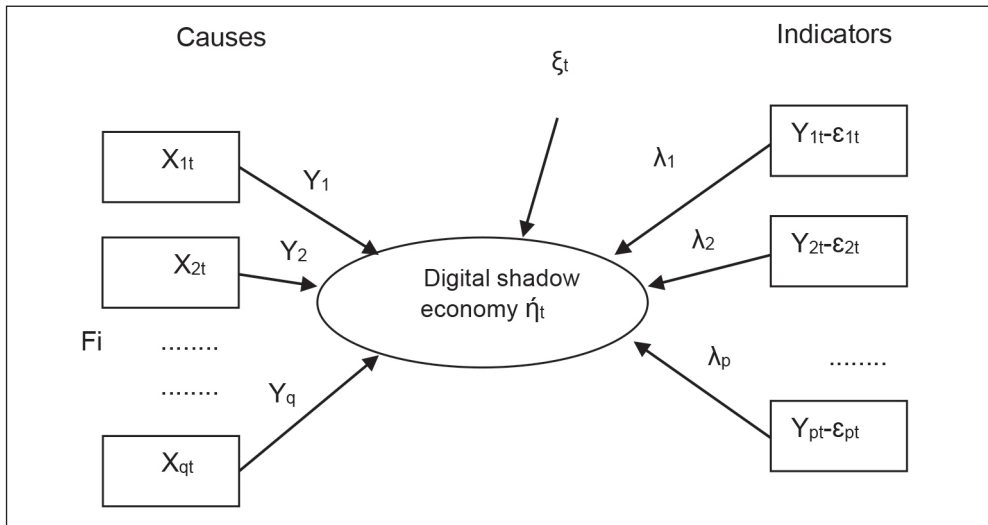 Causes
Indicators
ξt
X1t
Y1
λ1
Y1t-ε1t
X2t
Y2
λ2
Y2t-ε2t
Digital shadow
economy ήt
Fi
........
........
Yq
λp
........
Xqt
Ypt-εpt